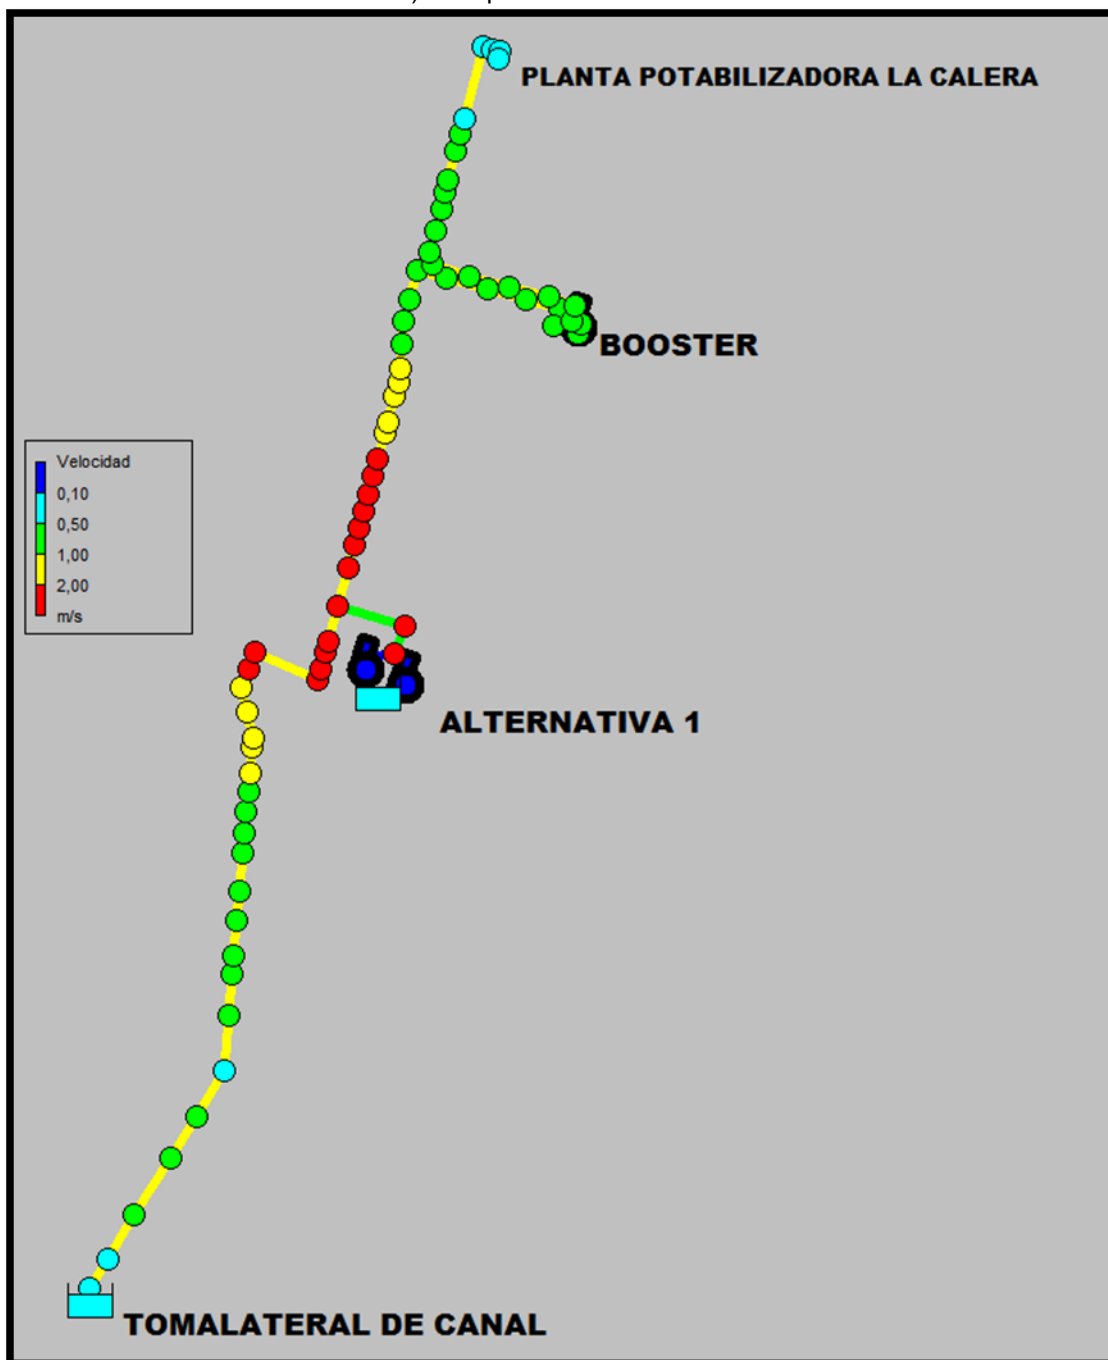 PLANTA POTABILIZADORA LA CALERA
BOOSTER
Velocidad
0,10
0,50
1,00
2,00
m/s
ALTERNATIVA 1
TOMALATERAL DE CANAL